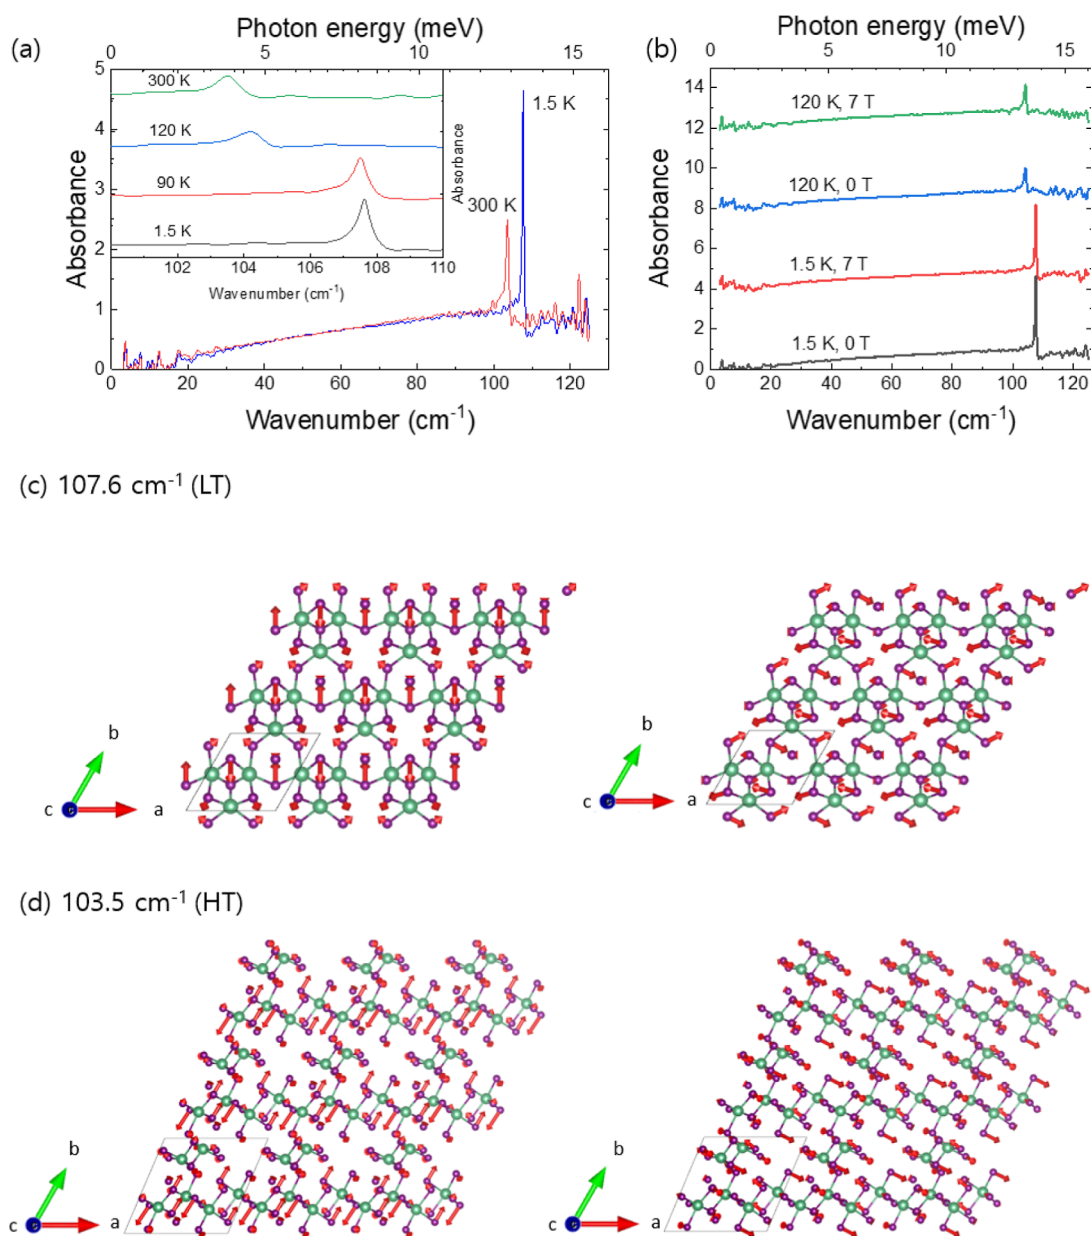 (a)
Photon energy (meV)
0 5 10 15
5
4
3
2
1
0
Absorbance
300 K
120 K
90 K
1.5 K
102 104 106 108 110
Wavenumber (cm-1)
Absorbance
1.5 K
300 K
0 20 40 60 80 100 120
Wavenumber (cm-1)
(b)
Photon energy (meV)
0 5 10 15
14
12
10
8
6
4
2
0
Absorbance
120 K, 7 T
120 K, 0 T
1.5 K, 7 T
1.5 K, 0 T
0 20 40 60 80 100 120
Wavenumber (cm-1)
(c) 107.6 cm-1 (LT)
b
c
a
b
c
a
(d) 103.5 cm-1 (HT)
b
c
a
b
c
a